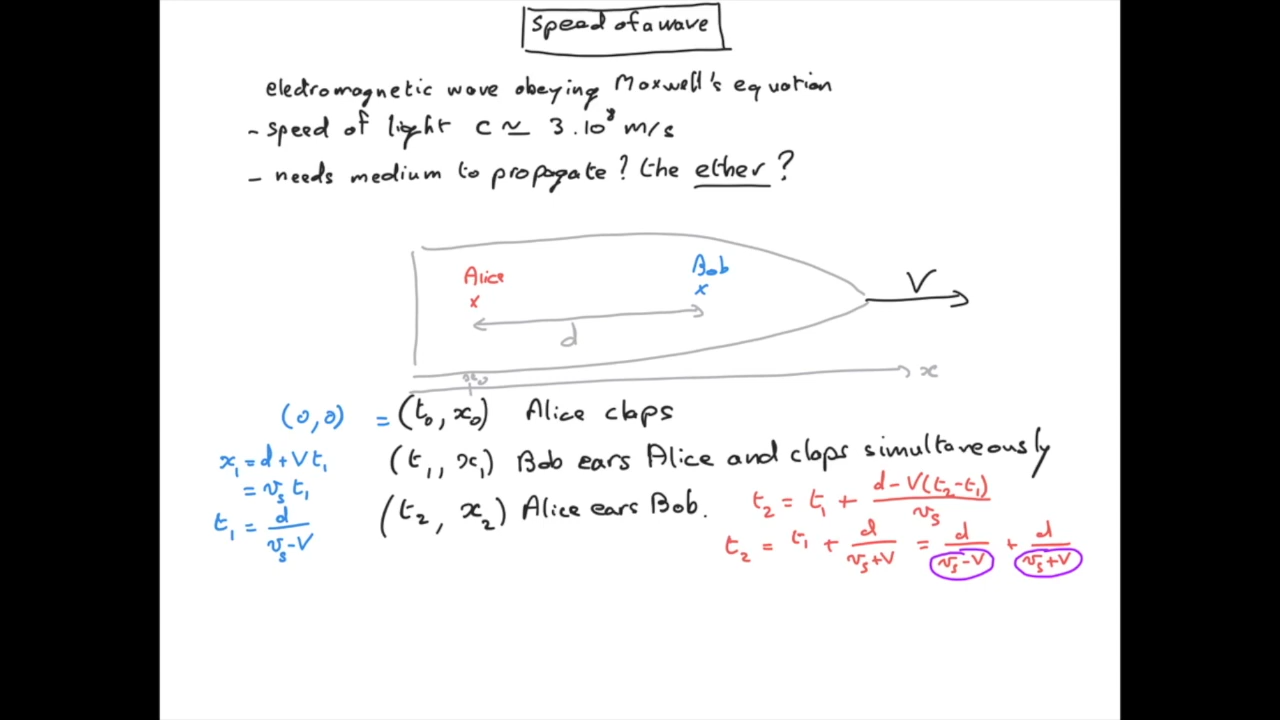 Speed of a wave
electromagnetic wave obeying Maxwell's equation
- speed of light c ≃ 3.10⁸ m/s
- needs medium to propagate? the ether?
Alice
x
Bob
x
V
d
x₀
x
(0,0) = (t₀, x₀) Alice claps
x₁ = d + V t₁
= v_s t₁
t₁ = d / (v_s - V)
(t₁, x₁) Bob ears Alice and claps simultaneously
(t₂, x₂) Alice ears Bob.
t₂ = t₁ + (d - V(t₂ - t₁)) / v_s
t₂ = t₁ + d / (v_s + V) = d / (v_s - V) + d / (v_s + V)